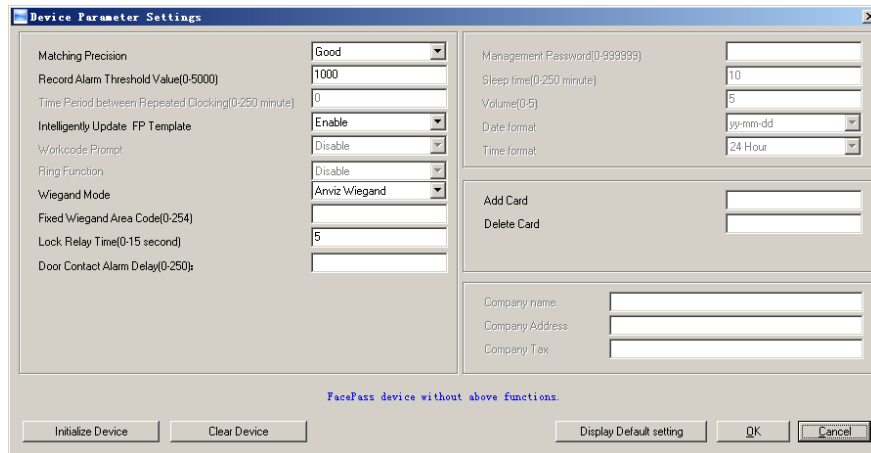 Device Parameter Settings
Matching Precision Good
Record Alarm Threshold Value(0-5000) 1000
Time Period between Repeated Clocking(0-250 minute) 0
Intelligently Update FP Template Enable
Workcode Prompt Disable
Ring Function Disable
Wiegand Mode Anviz Wiegand
Fixed Wiegand Area Code(0-254)
Lock Relay Time(0-15 second) 5
Door Contact Alarm Delay(0-250):
Management Password(0-999999)
Sleep time(0-250 minute) 10
Volume(0-5) 5
Date format yy-mm-dd
Time format 24 Hour
Add Card
Delete Card
Company name
Company Address
Company Tax
FacePass device without above functions.
Initialize Device Clear Device Display Default setting OK Cancel